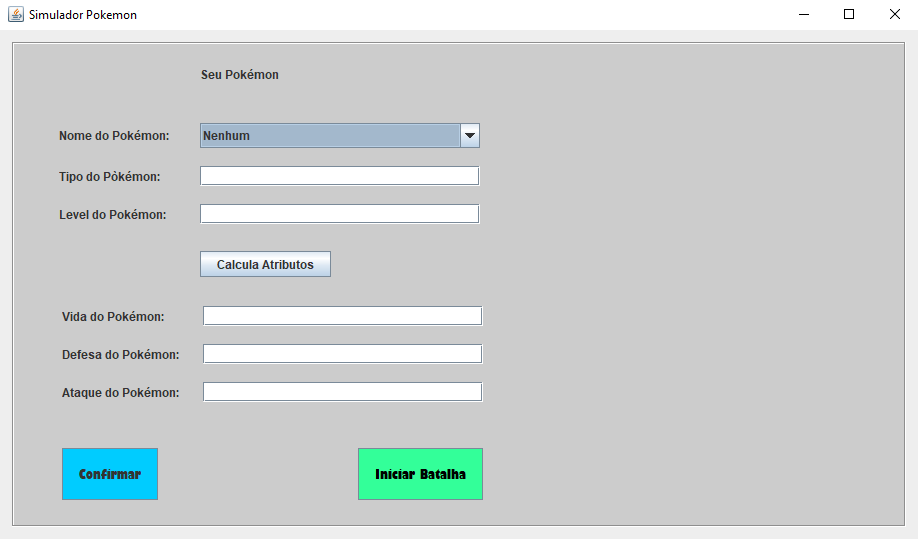 Simulador Pokemon
Seu Pokémon
Nome do Pokémon:
Nenhum
Tipo do Pòkémon:
Level do Pokémon:
Calcula Atributos
Vida do Pokémon:
Defesa do Pokémon:
Ataque do Pokémon:
Confirmar
Iniciar Batalha